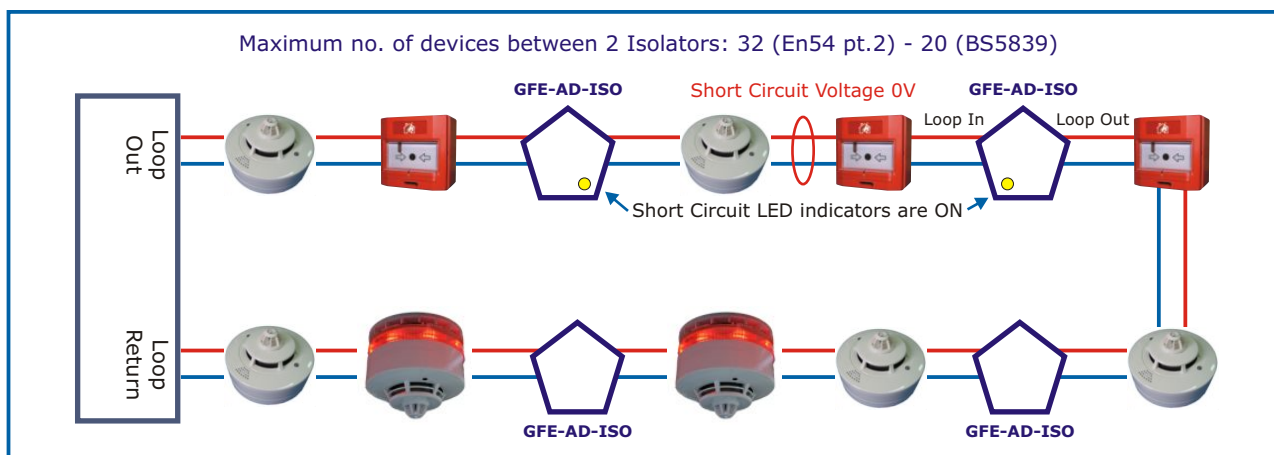 Maximum no. of devices between 2 Isolators: 32 (En54 pt.2) - 20 (BS5839)
GFE-AD-ISO
Short Circuit Voltage 0V
GFE-AD-ISO
Loop
Out
Loop In
Loop Out
Short Circuit LED indicators are ON
Loop
Return
GFE-AD-ISO
GFE-AD-ISO